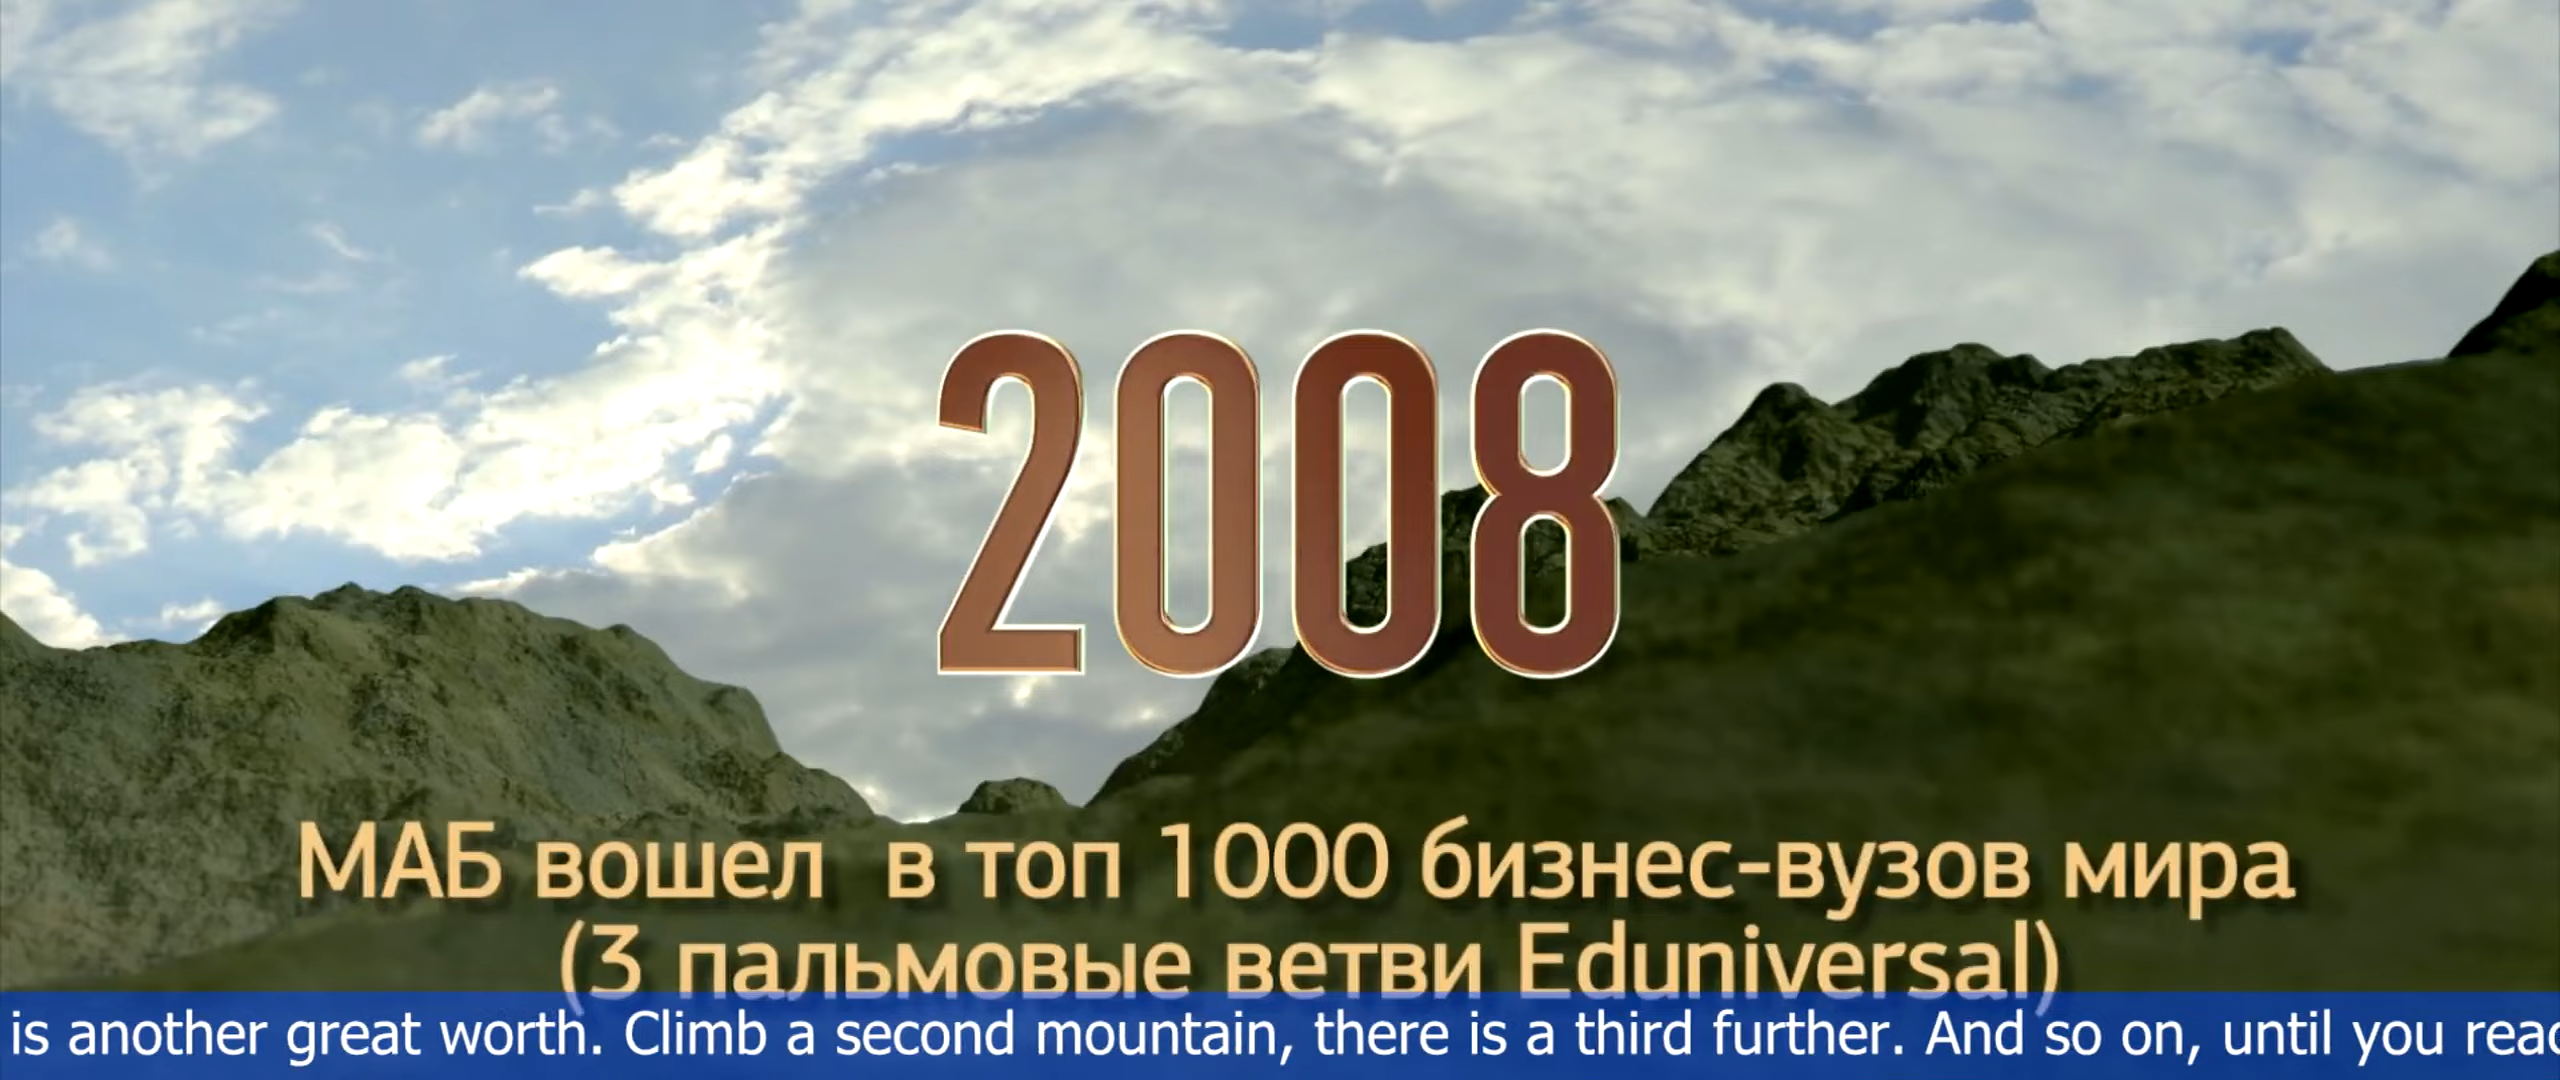 2008
МАБ вошел в топ 1000 бизнес-вузов мира
(3 пальмовые ветви Eduniversal)
is another great worth. Climb a second mountain, there is a third further. And so on, until you